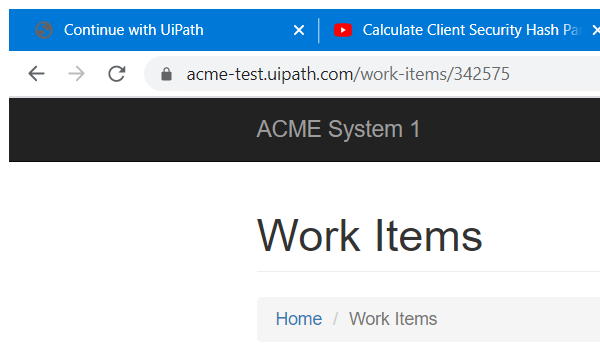 Continue with UiPath
Calculate Client Security Hash
acme-test.uipath.com/work-items/342575
ACME System 1
Work Items
Home / Work Items